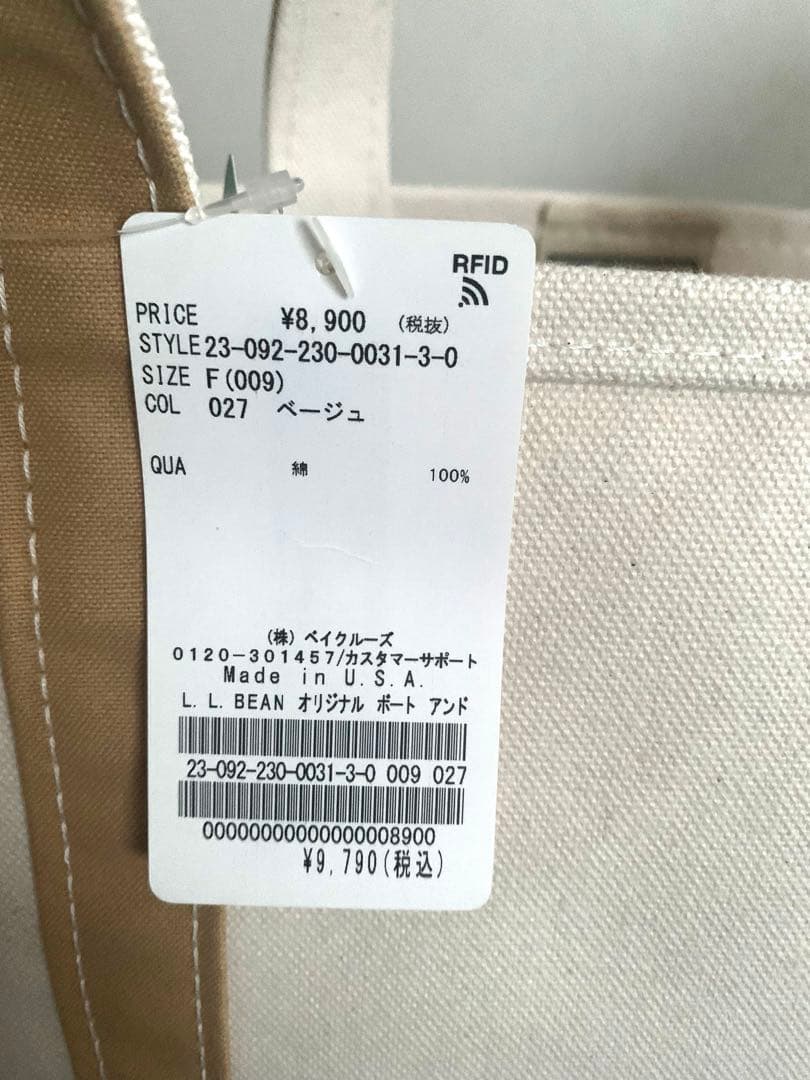 RFID
PRICE ¥8,900 (税抜)
STYLE 23-092-230-0031-3-0
SIZE F(009)
COL 027 ベージュ
QUA 綿 100%
(株) ベイクルーズ
0120-301457/カスタマーサポート
Made in U.S.A.
L.L.BEAN オリジナル ボート アンド
23-092-230-0031-3-0 009 027
00000000000000008900
¥9,790(税込)